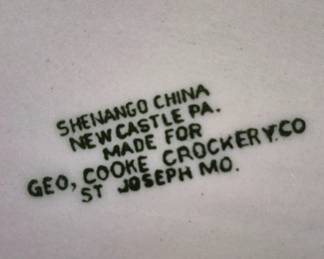 SHENANGO CHINA
NEW CASTLE PA.
MADE FOR
GEO, COOKE CROCKERY.CO
ST JOSEPH MO.